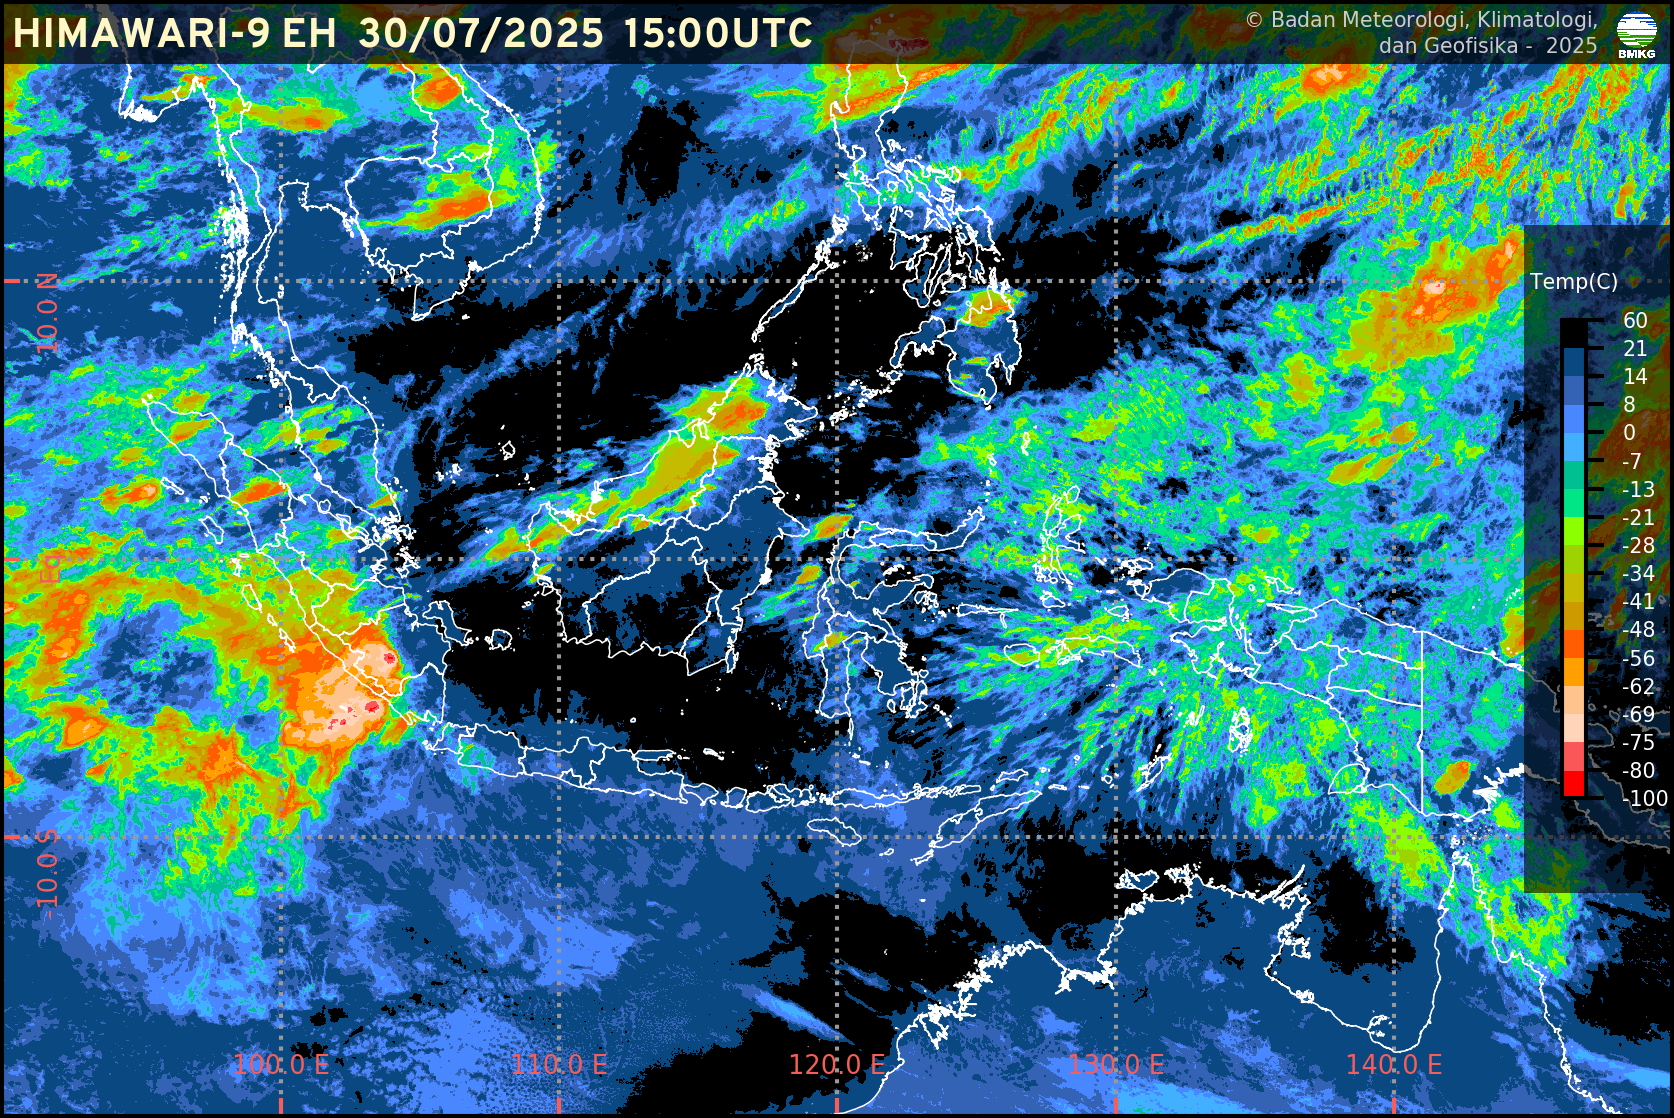 HIMAWARI-9 EH  30/07/2025  15:00UTC
© Badan Meteorologi, Klimatologi,
dan Geofisika -  2025
BMKG
10.0 N
Eq
-10.0 S
Temp(C)
60
21
14
8
0
-7
-13
-21
-28
-34
-41
-48
-56
-62
-69
-75
-80
-100
100.0 E
110.0 E
120.0 E
130.0 E
140.0 E